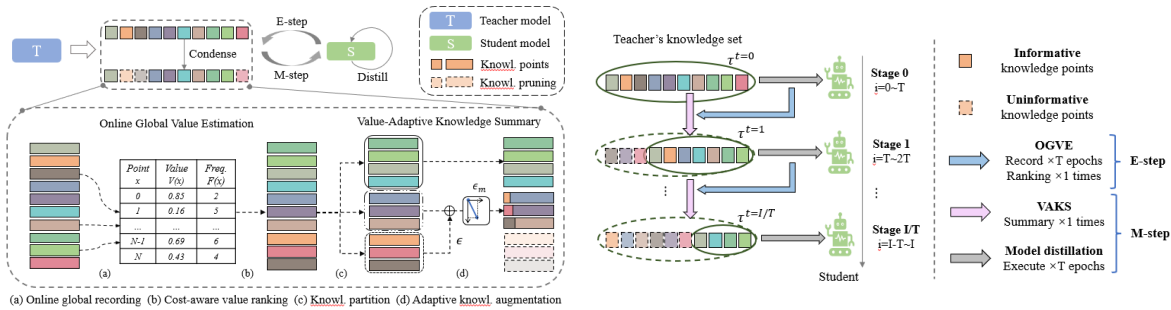 T
Condense
E-step
M-step
S
Distill
T Teacher model
S Student model
Knowl. points
Knowl. pruning
Online Global Value Estimation
Value-Adaptive Knowledge Summary
Point Value Freq.
x V(x) F(x)
0 0.85 2
1 0.16 5
... ... ...
N-1 0.69 6
N 0.43 4
ϵm
ϵ
(a) (b) (c) (d)
(a) Online global recording (b) Cost-aware value ranking (c) Knowl. partition (d) Adaptive knowl. augmentation
Teacher's knowledge set
τ^{t=0}
Stage 0
i=0~T
τ^{t=1}
Stage 1
i=T~2T
⋮ ⋮ ⋮
τ^{t=I/T}
Stage I/T
i=I-T~I
Student
Informative
knowledge points
Uninformative
knowledge points
OGVE
Record ×T epochs
Ranking ×1 times
E-step
VAKS
Summary ×1 times
M-step
Model distillation
Execute ×T epochs